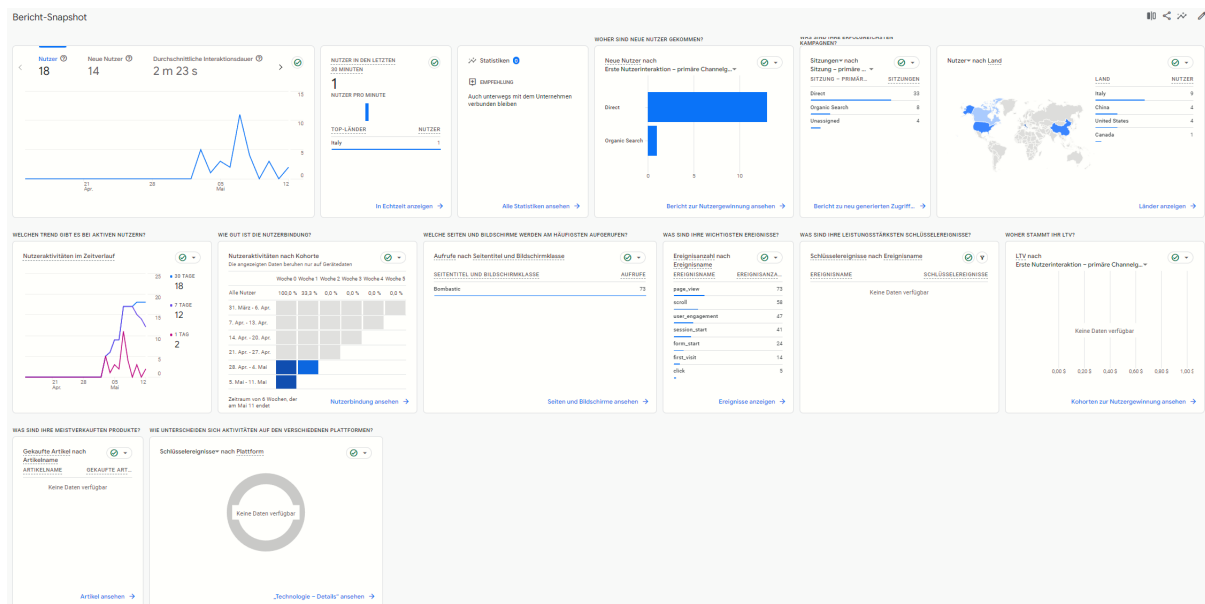 Bericht-Snapshot
Nutzer
18
Neue Nutzer
14
Durchschnittliche Interaktionsdauer
2 m 23 s
15
10
5
0
21
Apr.
28
05
Mai
12
NUTZER IN DEN LETZTEN
30 MINUTEN
1
NUTZER PRO MINUTE
TOP-LÄNDER NUTZER
Italy 1
In Echtzeit anzeigen
Statistiken
EMPFEHLUNG
Auch unterwegs mit dem Unternehmen
verbunden bleiben
Alle Statistiken ansehen
WOHER SIND NEUE NUTZER GEKOMMEN?
Neue Nutzer nach
Erste Nutzerinteraktion – primäre Channelg...
Direct
Organic Search
0 5 10
Bericht zur Nutzergewinnung ansehen
WAS SIND IHRE ERFOLGREICHSTEN
KAMPAGNEN?
Sitzungen nach
Sitzung – primäre ...
SITZUNG – PRIMÄR... SITZUNGEN
Direct 33
Organic Search 8
Unassigned 4
Bericht zu neu generierten Zugriff...
Nutzer nach Land
LAND NUTZER
Italy 9
China 4
United States 4
Canada 1
Länder anzeigen
WELCHEN TREND GIBT ES BEI AKTIVEN NUTZERN?
Nutzeraktivitäten im Zeitverlauf
25
20
15
10
5
0
21
Apr.
28
05
Mai
12
30 TAGE
18
7 TAGE
12
1 TAG
2
WIE GUT IST DIE NUTZERBINDUNG?
Nutzeraktivitäten nach Kohorte
Die angezeigten Daten beruhen nur auf Gerätedaten
Woche 0 Woche 1 Woche 2 Woche 3 Woche 4 Woche 5
Alle Nutzer 100,0 % 33,3 % 0,0 % 0,0 % 0,0 % 0,0 %
31. März - 6. Apr.
7. Apr. - 13. Apr.
14. Apr. - 20. Apr.
21. Apr. - 27. Apr.
28. Apr. - 4. Mai
5. Mai - 11. Mai
Zeitraum von 6 Wochen, der
am Mai 11 endet
Nutzerbindung ansehen
WELCHE SEITEN UND BILDSCHIRME WERDEN AM HÄUFIGSTEN AUFGERUFEN?
Aufrufe nach Seitentitel und Bildschirmklasse
SEITENTITEL UND BILDSCHIRMKLASSE AUFRUFE
Bombastic 73
Seiten und Bildschirme ansehen
WAS SIND IHRE WICHTIGSTEN EREIGNISSE?
Ereignisanzahl nach
Ereignisname
EREIGNISNAME EREIGNISANZA...
page_view 73
scroll 58
user_engagement 47
session_start 41
form_start 24
first_visit 14
click 5
Ereignisse anzeigen
WAS SIND IHRE LEISTUNGSSTÄRKSTEN SCHLÜSSELEREIGNISSE?
Schlüsselereignisse nach Ereignisname
EREIGNISNAME SCHLÜSSELEREIGNISSE
Keine Daten verfügbar
WOHER STAMMT IHR LTV?
LTV nach
Erste Nutzerinteraktion – primäre Channelg...
Keine Daten verfügbar
0,00 $ 0,20 $ 0,40 $ 0,60 $ 0,80 $ 1,00 $
Kohorten zur Nutzergewinnung ansehen
WAS SIND IHRE MEISTVERKAUFTEN PRODUKTE?
Gekaufte Artikel nach
Artikelname
ARTIKELNAME GEKAUFTE ART...
Keine Daten verfügbar
Artikel ansehen
WIE UNTERSCHEIDEN SICH AKTIVITÄTEN AUF DEN VERSCHIEDENEN PLATTFORMEN?
Schlüsselereignisse nach Plattform
Keine Daten verfügbar
„Technologie – Details" ansehen